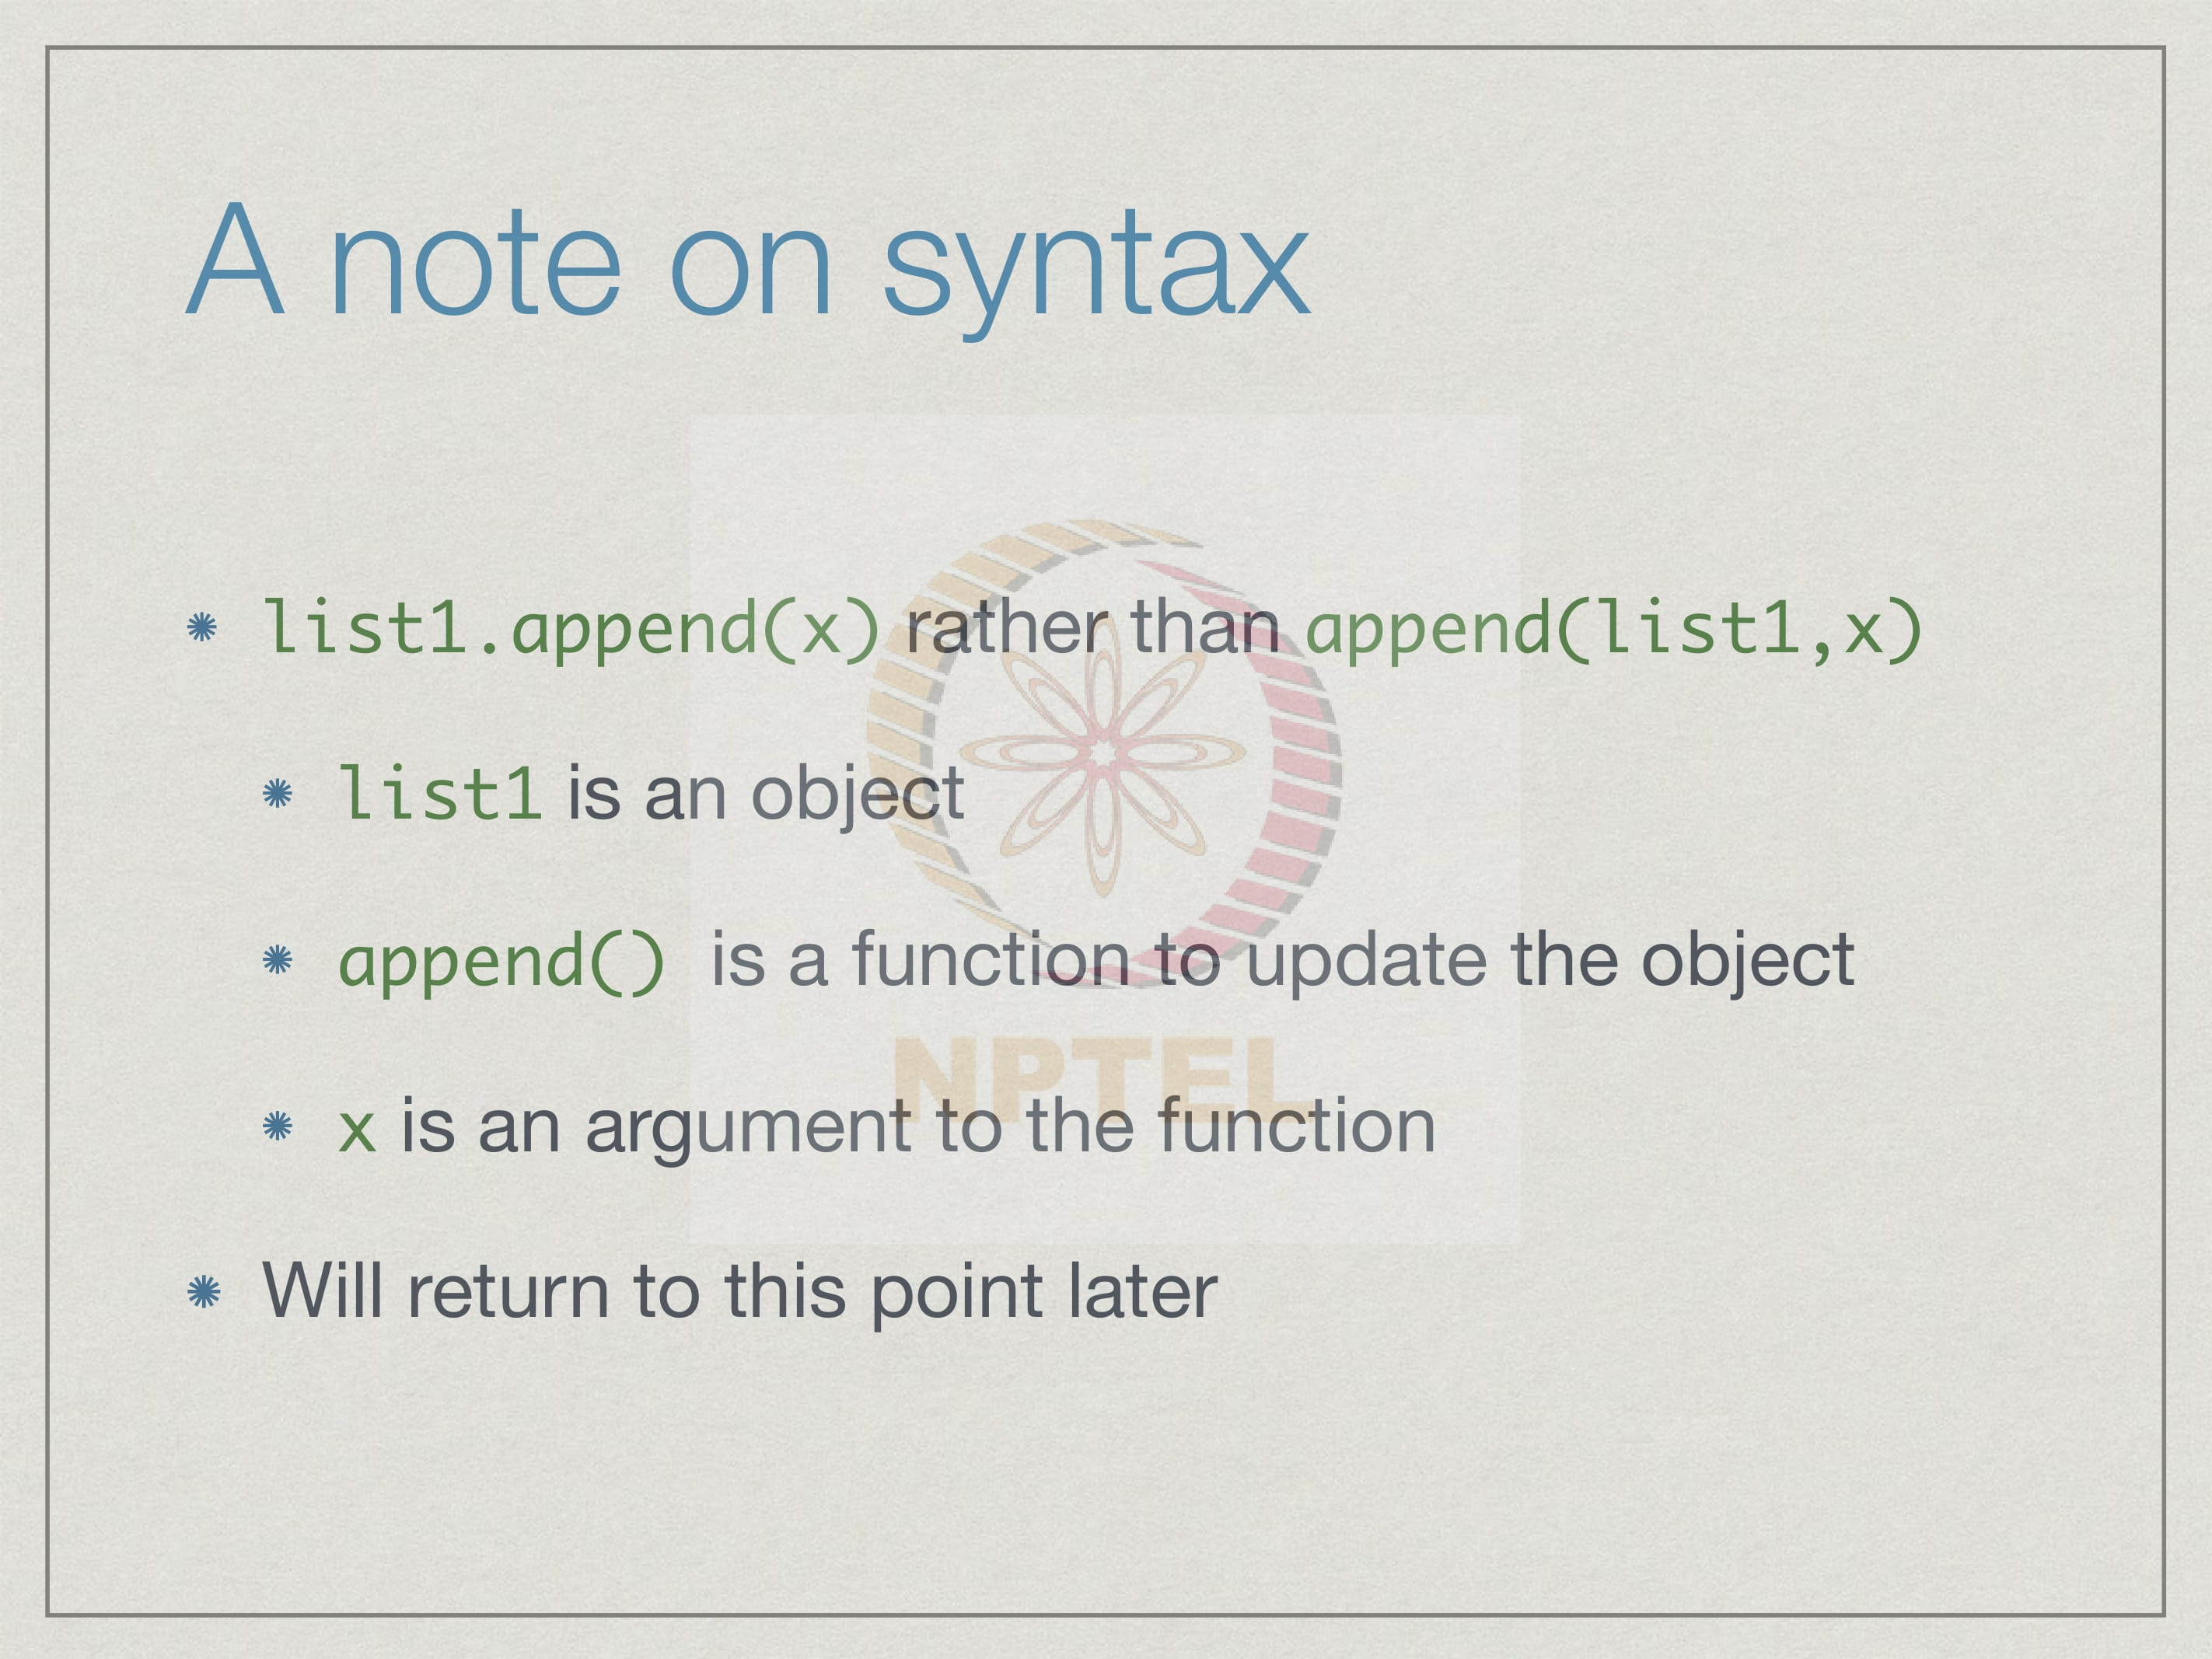 A note on syntax
list1.append(x) rather than append(list1,x)
list1 is an object
append() is a function to update the object
NPTEL
x is an argument to the function
Will return to this point later